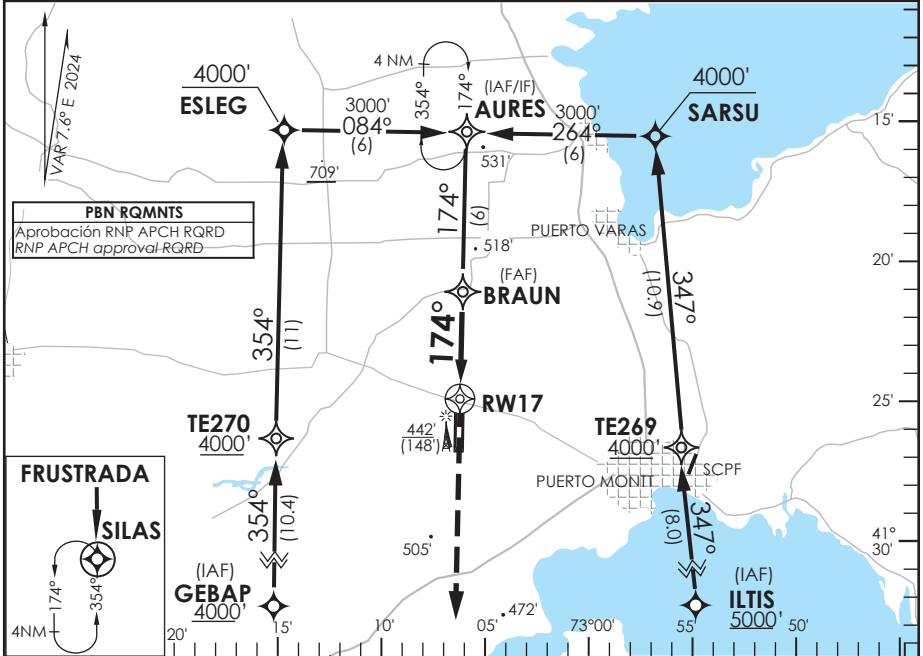 VAR 7.6° E 2024
4000'
ESLEG
3000'
084°
(6)
4 NM
354°
174°
(IAF/IF)
AURES
3000'
264°
(6)
4000'
SARSU
15'
709'
531'
PBN RQMNTS
Aprobación RNP APCH RQRD
RNP APCH approval RQRD
174°
(6)
518'
PUERTO VARAS
20'
(FAF)
BRAUN
347°
(10.9)
354°
(11)
174°
RW17
25'
TE270
4000'
442'
(148')
TE269
4000'
SCPF
PUERTO MONTT
FRUSTRADA
SILAS
174°
354°
4NM
354°
(10.4)
347°
(8.0)
505'
41°
30'
(IAF)
GEBAP
4000'
(IAF)
ILTIS
5000'
472'
20'
15'
10'
05'
73°00'
55'
50'